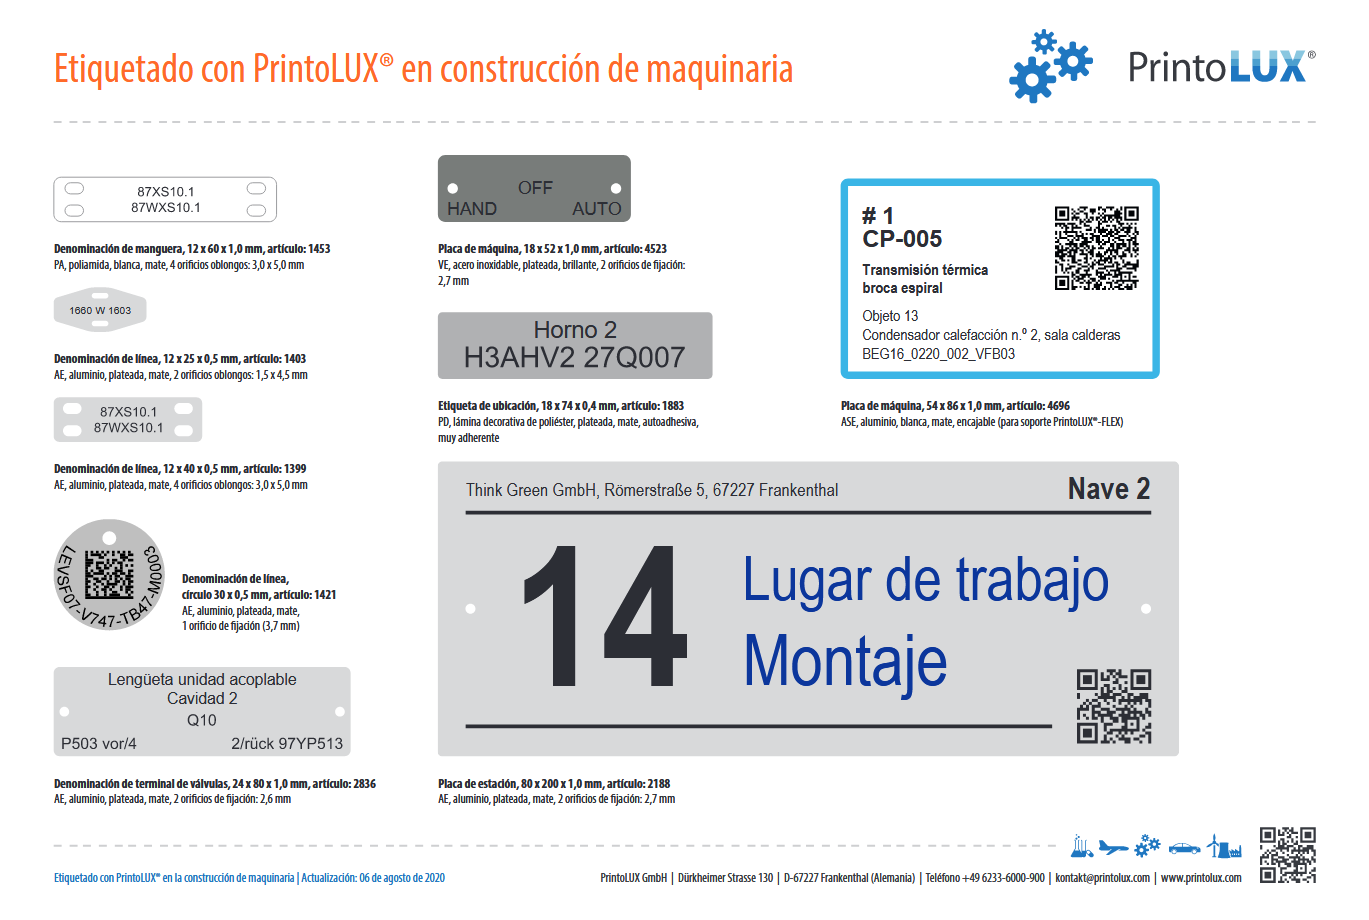 Etiquetado con PrintoLUX® en construcción de maquinaria
PrintoLUX®
87XS10.1
87WXS10.1
Denominación de manguera, 12 x 60 x 1,0 mm, artículo: 1453
PA, poliamida, blanca, mate, 4 orificios oblongos: 3,0 x 5,0 mm
1660 W 1603
Denominación de línea, 12 x 25 x 0,5 mm, artículo: 1403
AE, aluminio, plateada, mate, 2 orificios oblongos: 1,5 x 4,5 mm
87XS10.1
87WXS10.1
Denominación de línea, 12 x 40 x 0,5 mm, artículo: 1399
AE, aluminio, plateada, mate, 4 orificios oblongos: 3,0 x 5,0 mm
LEVSF07-V747-TB47-M0003
Denominación de línea,
círculo 30 x 0,5 mm, artículo: 1421
AE, aluminio, plateada, mate,
1 orificio de fijación (3,7 mm)
Lengüeta unidad acoplable
Cavidad 2
Q10
P503 vor/4 2/rück 97YP513
Denominación de terminal de válvulas, 24 x 80 x 1,0 mm, artículo: 2836
AE, aluminio, plateada, mate, 2 orificios de fijación: 2,6 mm
OFF
HAND AUTO
Placa de máquina, 18 x 52 x 1,0 mm, artículo: 4523
VE, acero inoxidable, plateada, brillante, 2 orificios de fijación:
2,7 mm
Horno 2
H3AHV2 27Q007
Etiqueta de ubicación, 18 x 74 x 0,4 mm, artículo: 1883
PD, lámina decorativa de poliéster, plateada, mate, autoadhesiva,
muy adherente
# 1
CP-005
Transmisión térmica
broca espiral
Objeto 13
Condensador calefacción n.º 2, sala calderas
BEG16_0220_002_VFB03
Placa de máquina, 54 x 86 x 1,0 mm, artículo: 4696
ASE, aluminio, blanca, mate, encajable (para soporte PrintoLUX®-FLEX)
Think Green GmbH, Römerstraße 5, 67227 Frankenthal
Nave 2
14
Lugar de trabajo
Montaje
Placa de estación, 80 x 200 x 1,0 mm, artículo: 2188
AE, aluminio, plateada, mate, 2 orificios de fijación: 2,7 mm
Etiquetado con PrintoLUX® en la construcción de maquinaria | Actualización: 06 de agosto de 2020
PrintoLUX GmbH | Dürkheimer Strasse 130 | D-67227 Frankenthal (Alemania) | Teléfono +49 6233-6000-900 | kontakt@printolux.com | www.printolux.com